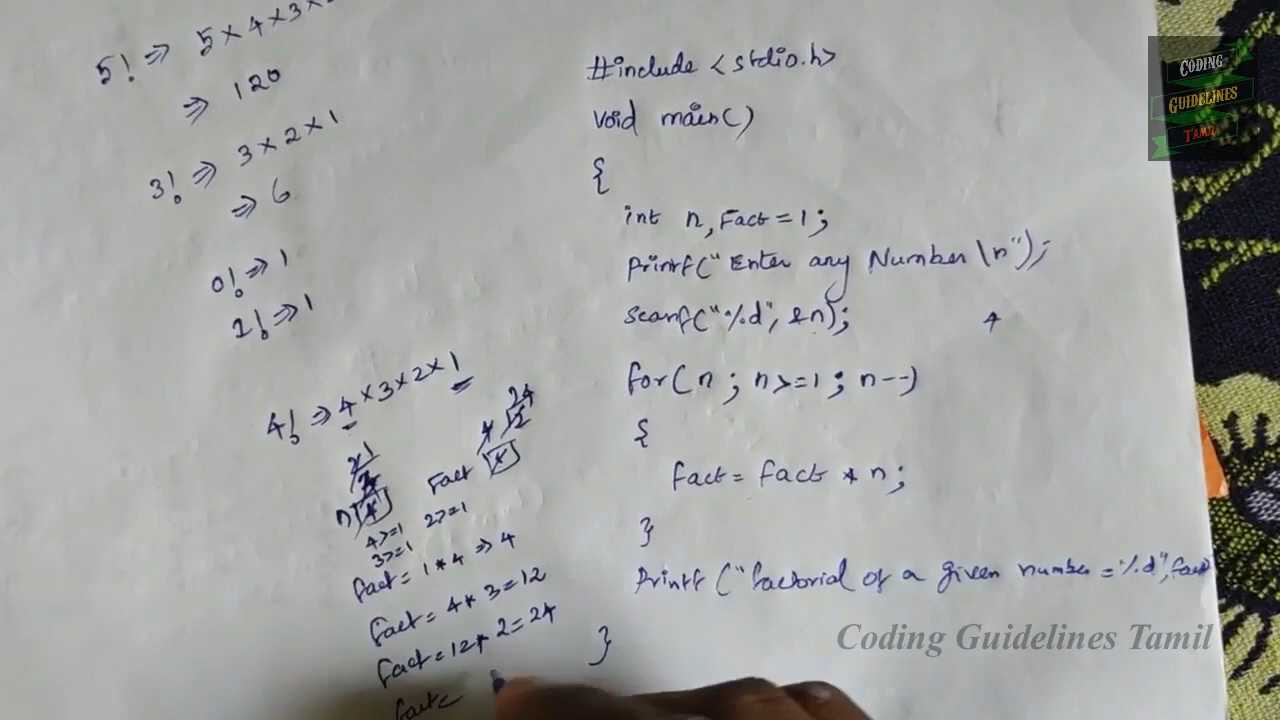 5! ⇒ 5 × 4 × 3 ×
⇒ 120
3! ⇒ 3 × 2 × 1
⇒ 6
0! ⇒ 1
1! ⇒ 1
4! ⇒ 4 × 3 × 2 × 1
24
n
Fact
4>=1 2>=1
3>=1
fact = 1 * 4 ⇒ 4
fact = 4 * 3 = 12
fact = 12 * 2 = 24
fact
#include <stdio.h>
void main()
{
int n, Fact = 1;
Printf("Enter any Number \n");
scanf("%d", &n);
for(n ; n>=1 ; n--)
{
fact = fact * n;
}
Printf ("factorial of a given number = %d", fact
}
CODING
GUIDELINES
TAMIL
Coding Guidelines Tamil